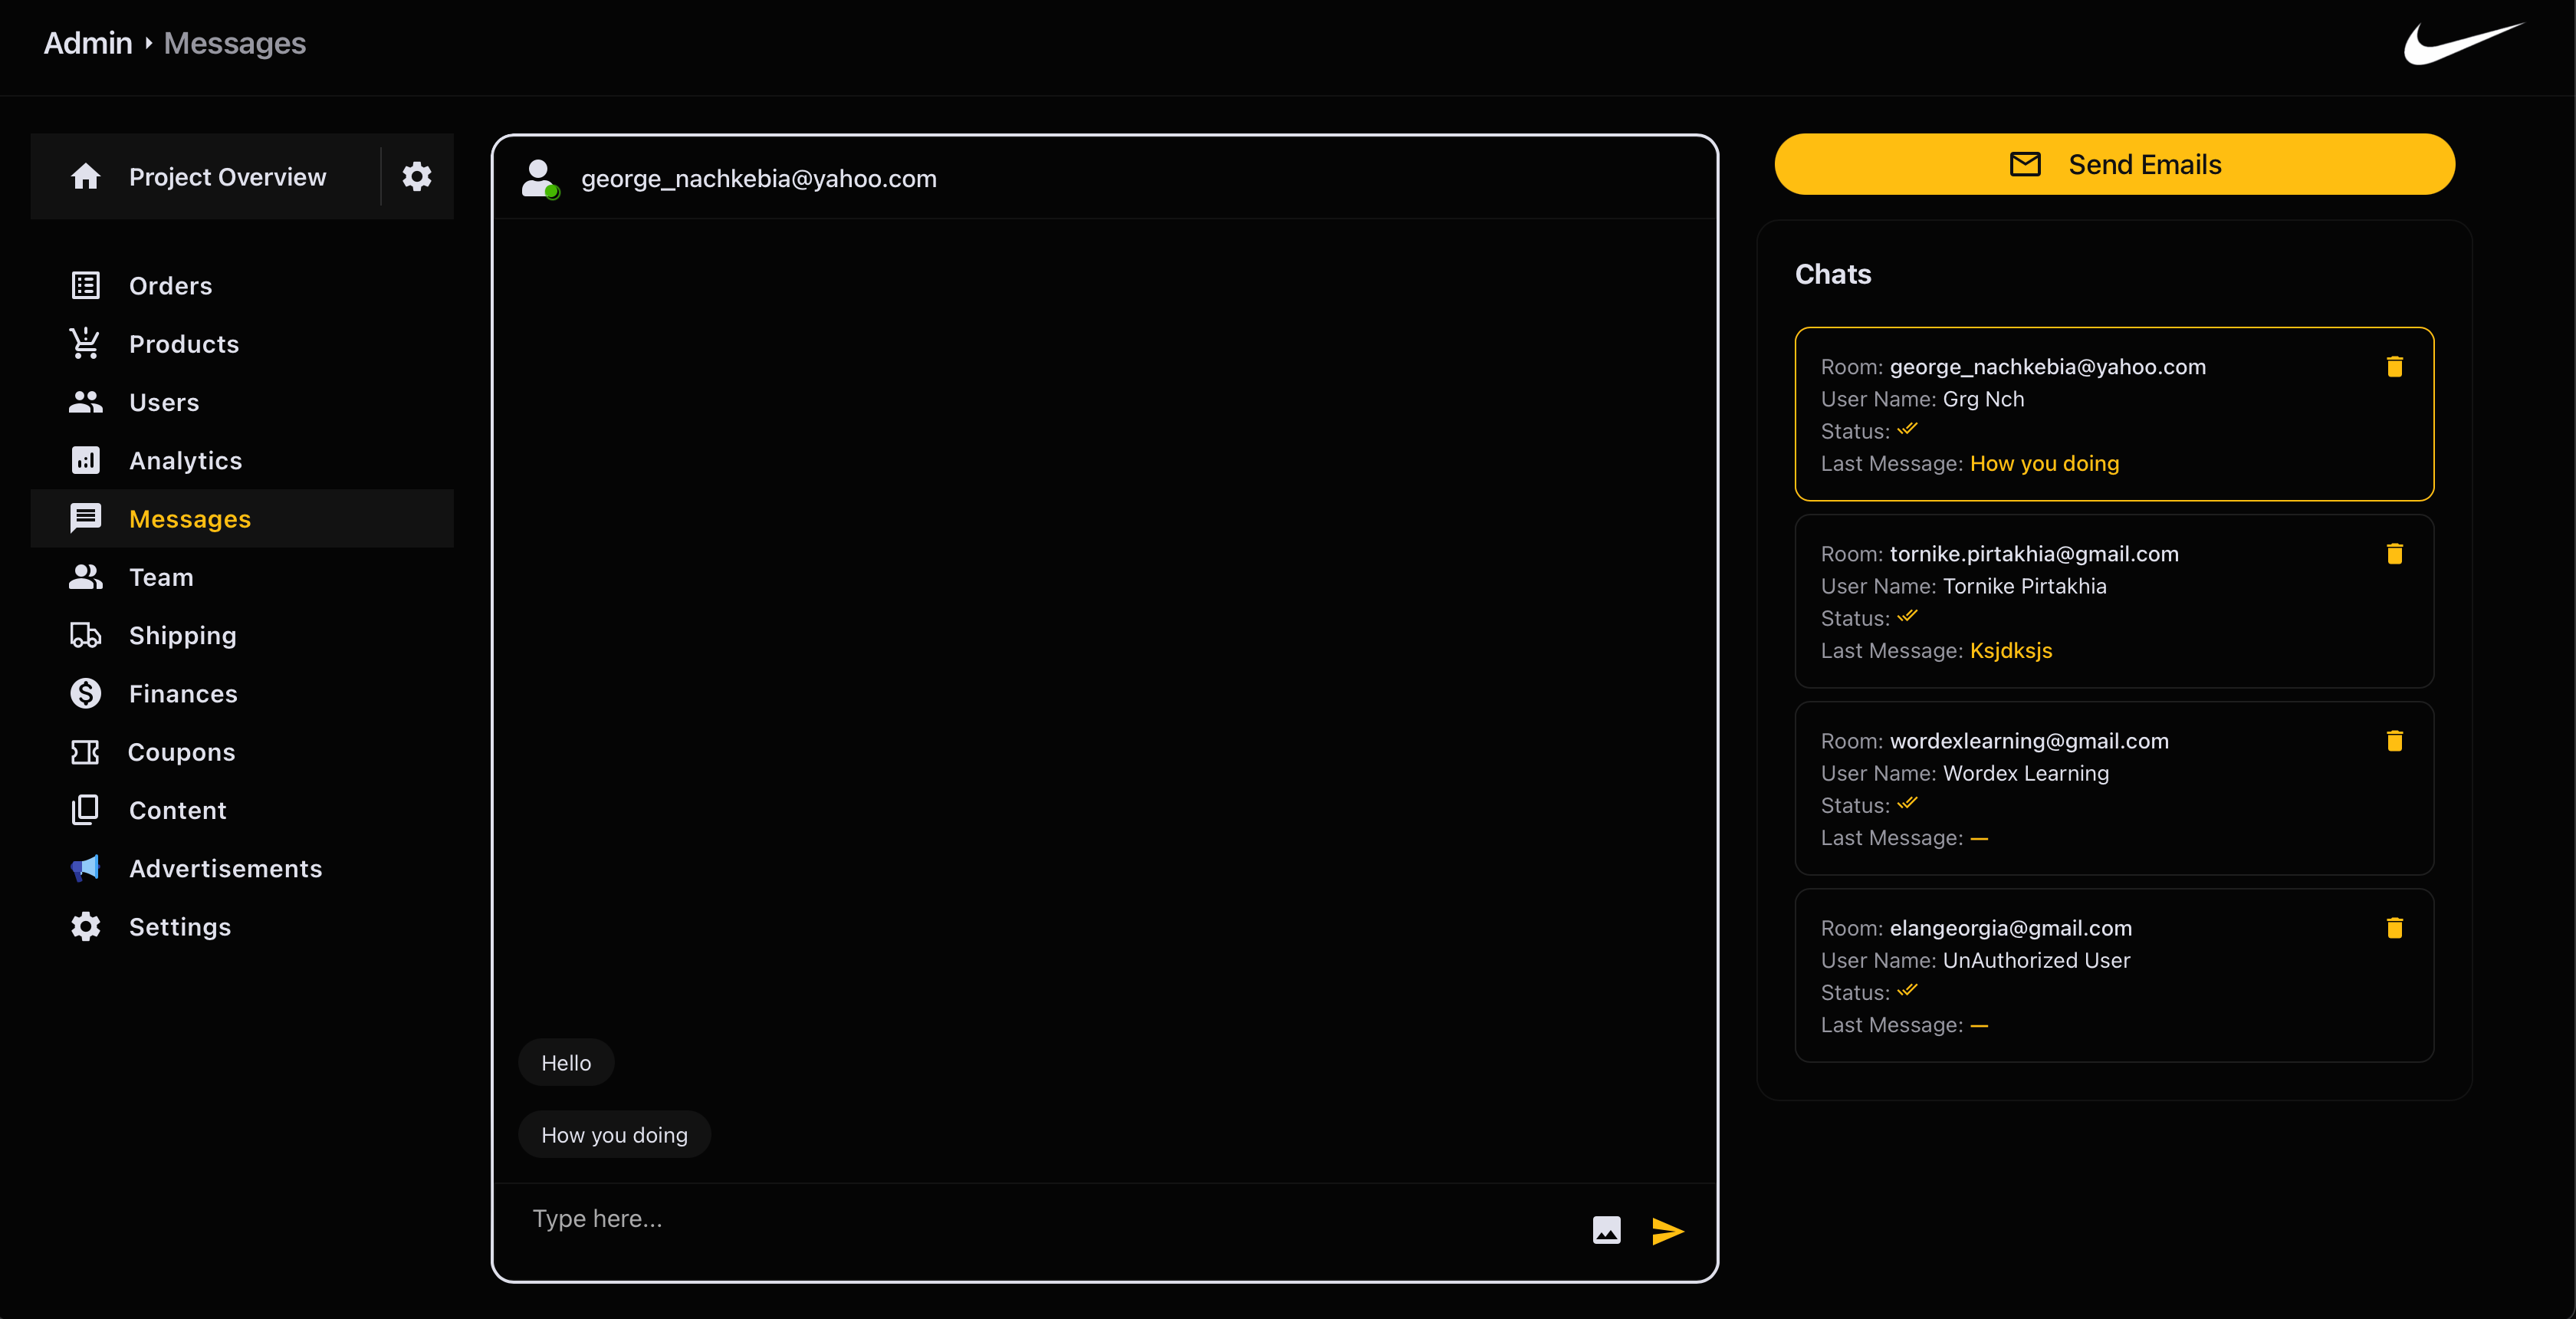 Admin Messages
Project Overview
Orders
Products
Users
Analytics
Messages
Team
Shipping
Finances
Coupons
Content
Advertisements
Settings
george_nachkebia@yahoo.com
Hello
How you doing
Type here...
Send Emails
Chats
Room: george_nachkebia@yahoo.com
User Name: Grg Nch
Status:
Last Message: How you doing
Room: tornike.pirtakhia@gmail.com
User Name: Tornike Pirtakhia
Status:
Last Message: Ksjdksjs
Room: wordexlearning@gmail.com
User Name: Wordex Learning
Status:
Last Message: —
Room: elangeorgia@gmail.com
User Name: UnAuthorized User
Status:
Last Message: —